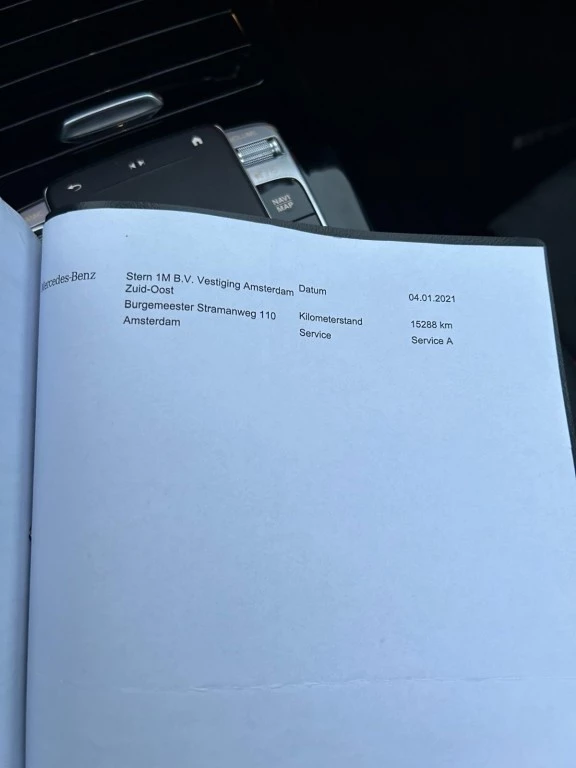 NAVI
MAP
Mercedes-Benz
Stern 1M B.V. Vestiging Amsterdam
Zuid-Oost
Burgemeester Stramanweg 110
Amsterdam
Datum 04.01.2021
Kilometerstand 15288 km
Service Service A